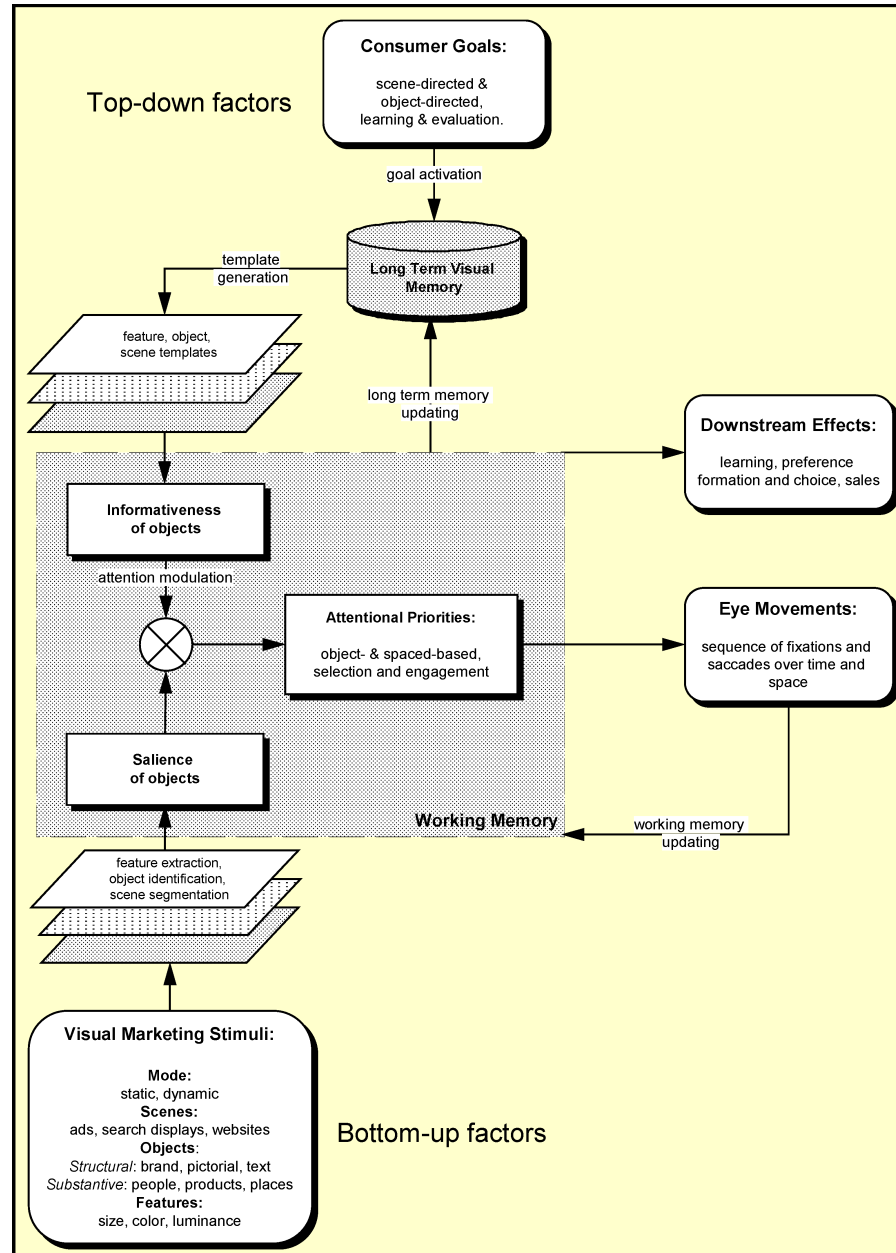 Consumer Goals:
scene-directed &
object-directed,
learning & evaluation.
Top-down factors
goal activation
Long Term Visual
Memory
template
generation
feature, object,
scene templates
long term memory
updating
Downstream Effects:
learning, preference
formation and choice, sales
Informativeness
of objects
attention modulation
Attentional Priorities:
object- & spaced-based,
selection and engagement
Eye Movements:
sequence of fixations and
saccades over time and
space
Salience
of objects
Working Memory
working memory
updating
feature extraction,
object identification,
scene segmentation
Visual Marketing Stimuli:
Mode:
static, dynamic
Scenes:
ads, search displays, websites
Objects:
Structural: brand, pictorial, text
Substantive: people, products, places
Features:
size, color, luminance
Bottom-up factors